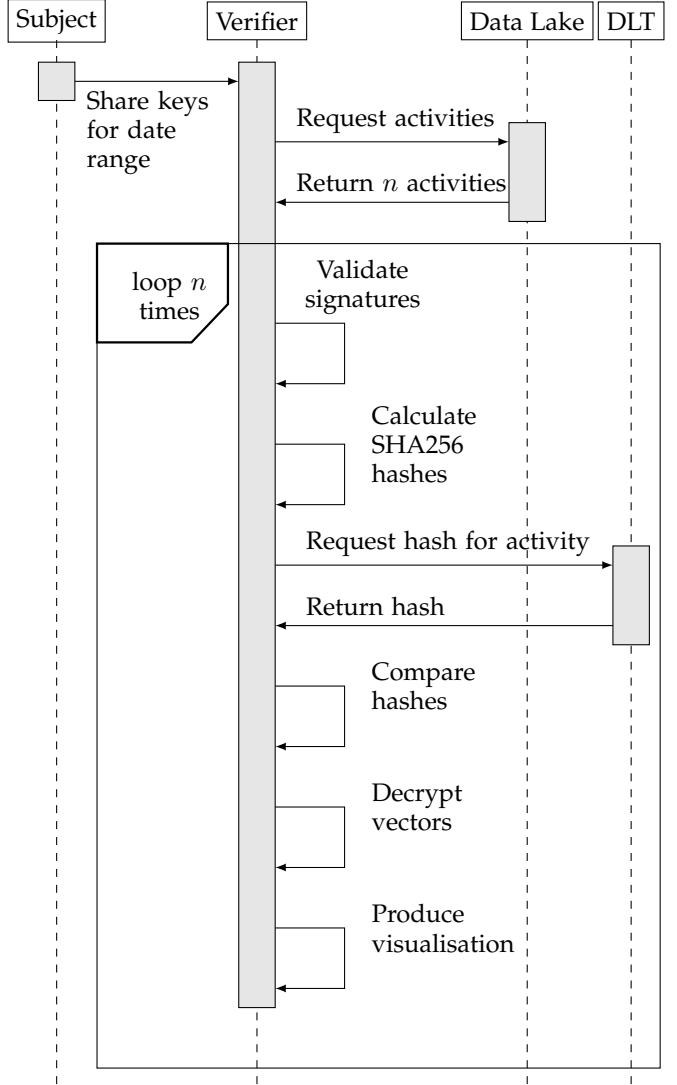 Subject
Verifier
Data Lake
DLT
Share keys
for date
range
Request activities
Return n activities
loop n
times
Validate
signatures
Calculate
SHA256
hashes
Request hash for activity
Return hash
Compare
hashes
Decrypt
vectors
Produce
visualisation